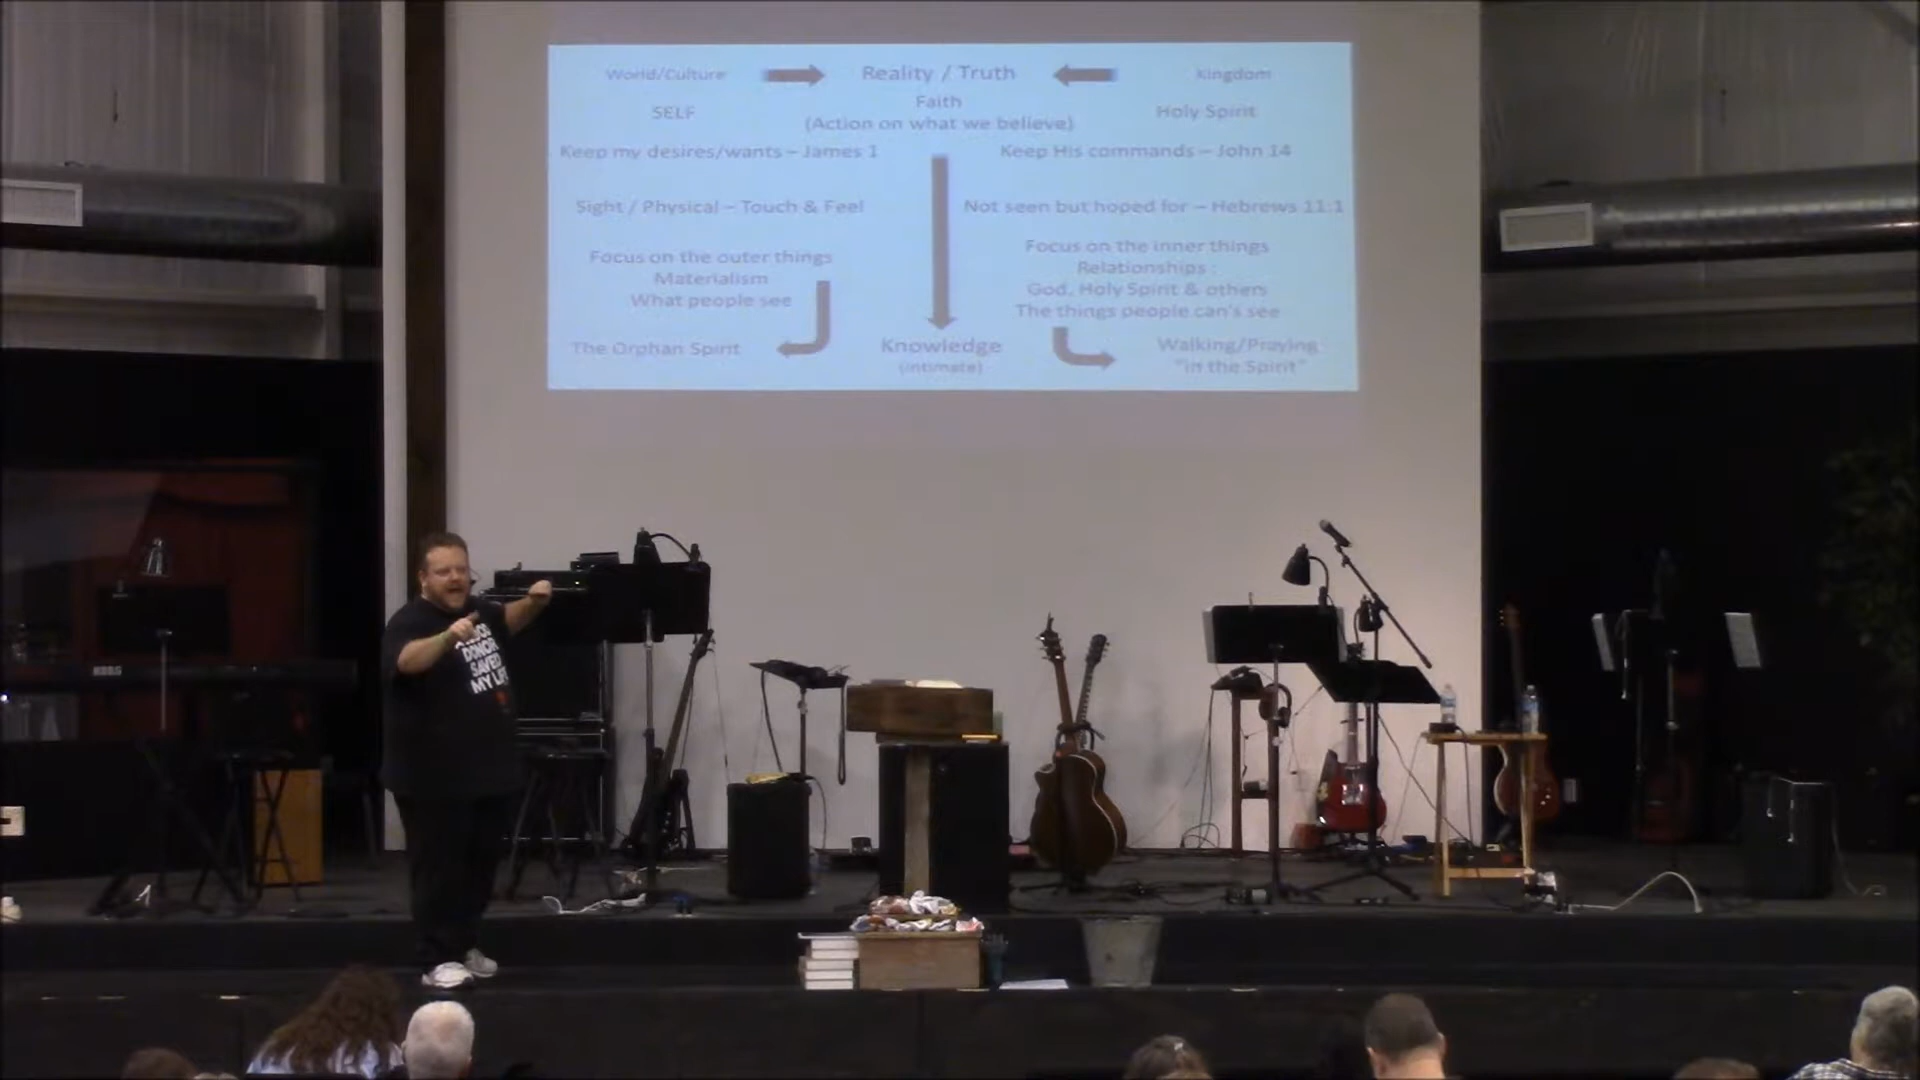 World/Culture
Reality / Truth
Kingdom
SELF
Faith
Holy Spirit
(Action on what we believe)
Keep my desires/wants – James 1
Keep His commands – John 14
Sight / Physical – Touch & Feel
Not seen but hoped for – Hebrews 11:1
Focus on the outer things
Materialism
What people see
Focus on the inner things
Relationships
God, Holy Spirit & others
The things people can's see
The Orphan Spirit
Knowledge
(intimate)
Walking/Praying
"in the Spirit"
DONOR
SAVED
MY LIFE
KORG